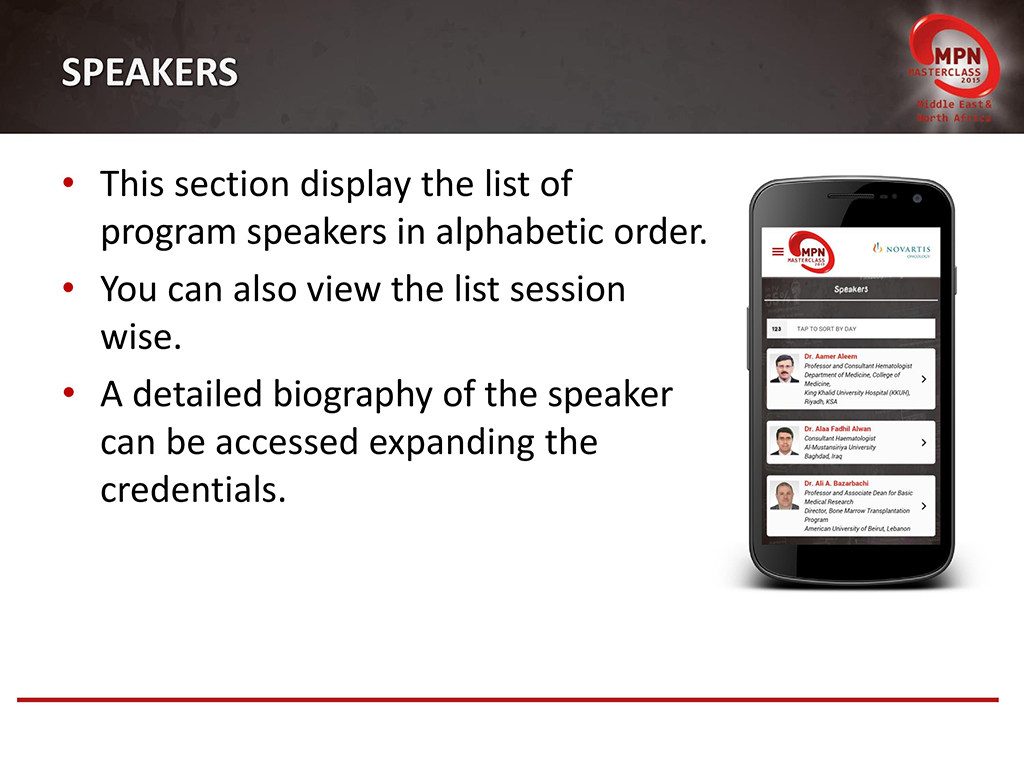 SPEAKERS
MPN
MASTERCLASS
2015
Middle East &
North Africa
• This section display the list of
program speakers in alphabetic order.
• You can also view the list session
wise.
• A detailed biography of the speaker
can be accessed expanding the
credentials.
MPN
MASTERCLASS
2015
NOVARTIS
ONCOLOGY
Speakers
123 TAP TO SORT BY DAY
Dr. Aamer Aleem
Professor and Consultant Hematologist
Department of Medicine, College of
Medicine,
King Khalid University Hospital (KKUH),
Riyadh, KSA
Dr. Alaa Fadhil Alwan
Consultant Haematologist
Al-Mustansiriya University
Baghdad, Iraq
Dr. Ali A. Bazarbachi
Professor and Associate Dean for Basic
Medical Research
Director, Bone Marrow Transplantation
Program
American University of Beirut, Lebanon